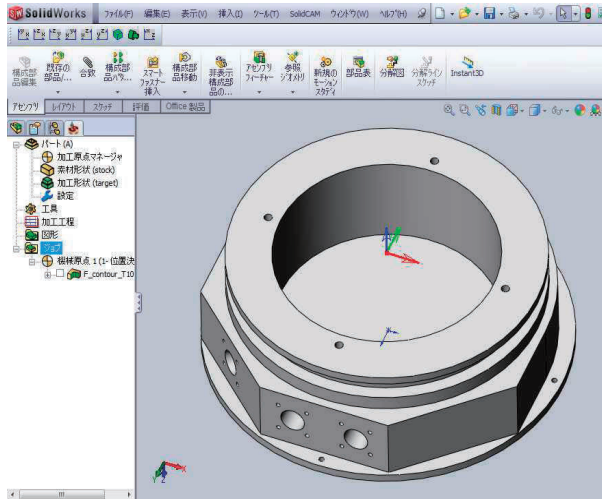 SolidWorks ファイル(F) 編集(E) 表示(V) 挿入(I) ツール(T) SolidCAM ウィンドウ(W) ヘルプ(H)
構成部品編集 既存の部品/... 合致 構成部品パタ... スマートファスナー挿入 構成部品移動 非表示構成部品の... アセンブリフィーチャー 参照ジオメトリ 新規のモーションスタディ 部品表 分解図 分解ラインスケッチ Instant3D
アセンブリ レイアウト スケッチ 評価 Office 製品
パート (A)
加工原点マネージャ
素材形状 (stock)
加工形状 (target)
設定
工具
加工工程
図形
ジョブ
機械原点 1 (1- 位置決
F_contour_T10